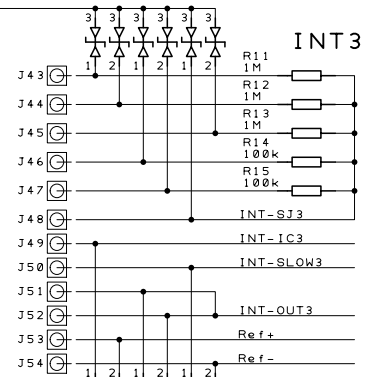 3 3 3 3 3 3
INT3
1 2 1 2 1 2
R11
J43 1M
R12
J44 1M
R13
J45 1M
R14
J46 100k
R15
J47 100k
J48 INT-SJ3
J49 INT-IC3
J50 INT-SLOW3
J51
J52 INT-OUT3
J53 Ref+
J54 Ref-
1 2 1 2 1 2